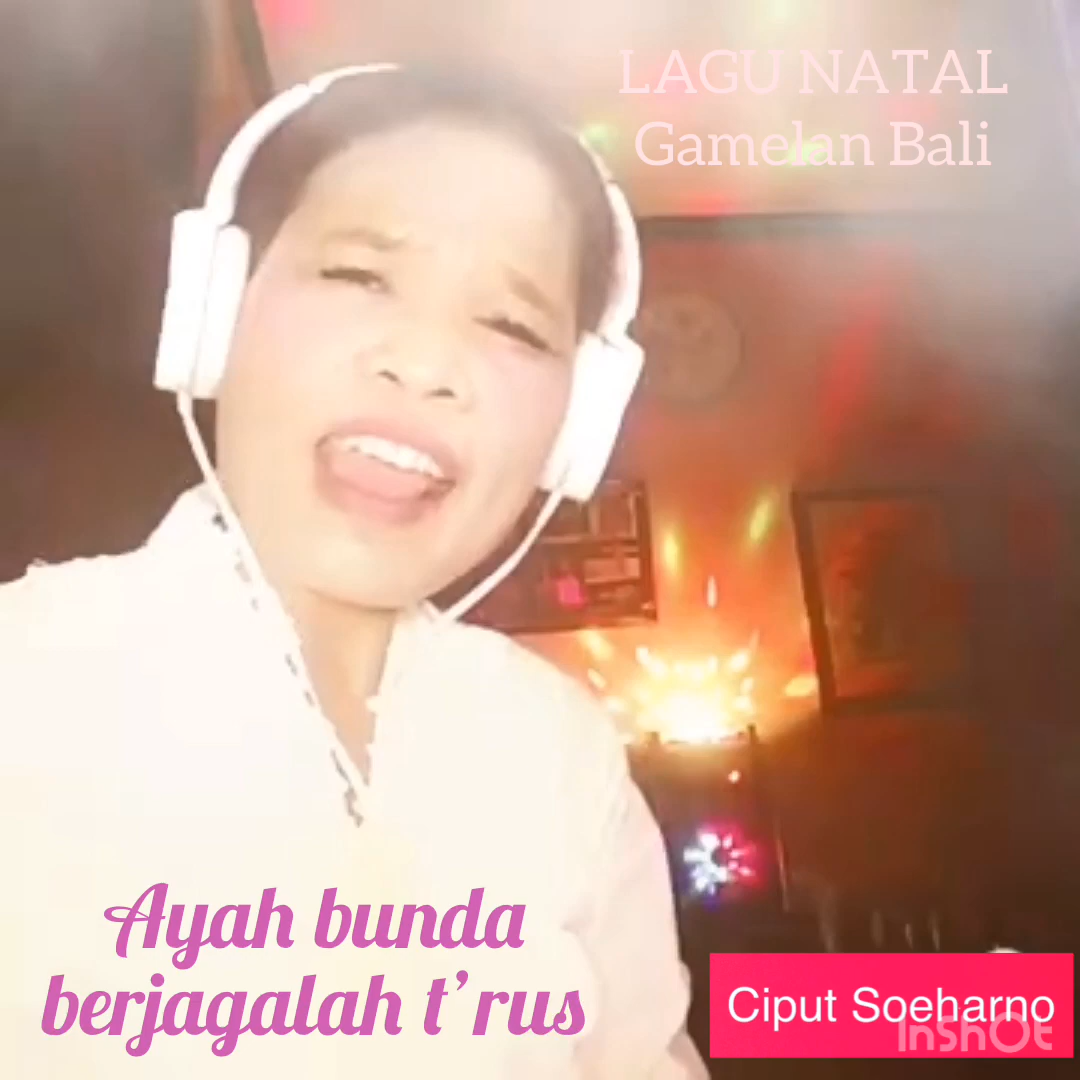 LAGU NATAL
Gamelan Bali
Ayah bunda
berjagalah t'rus
Ciput Soeharno
InShOt